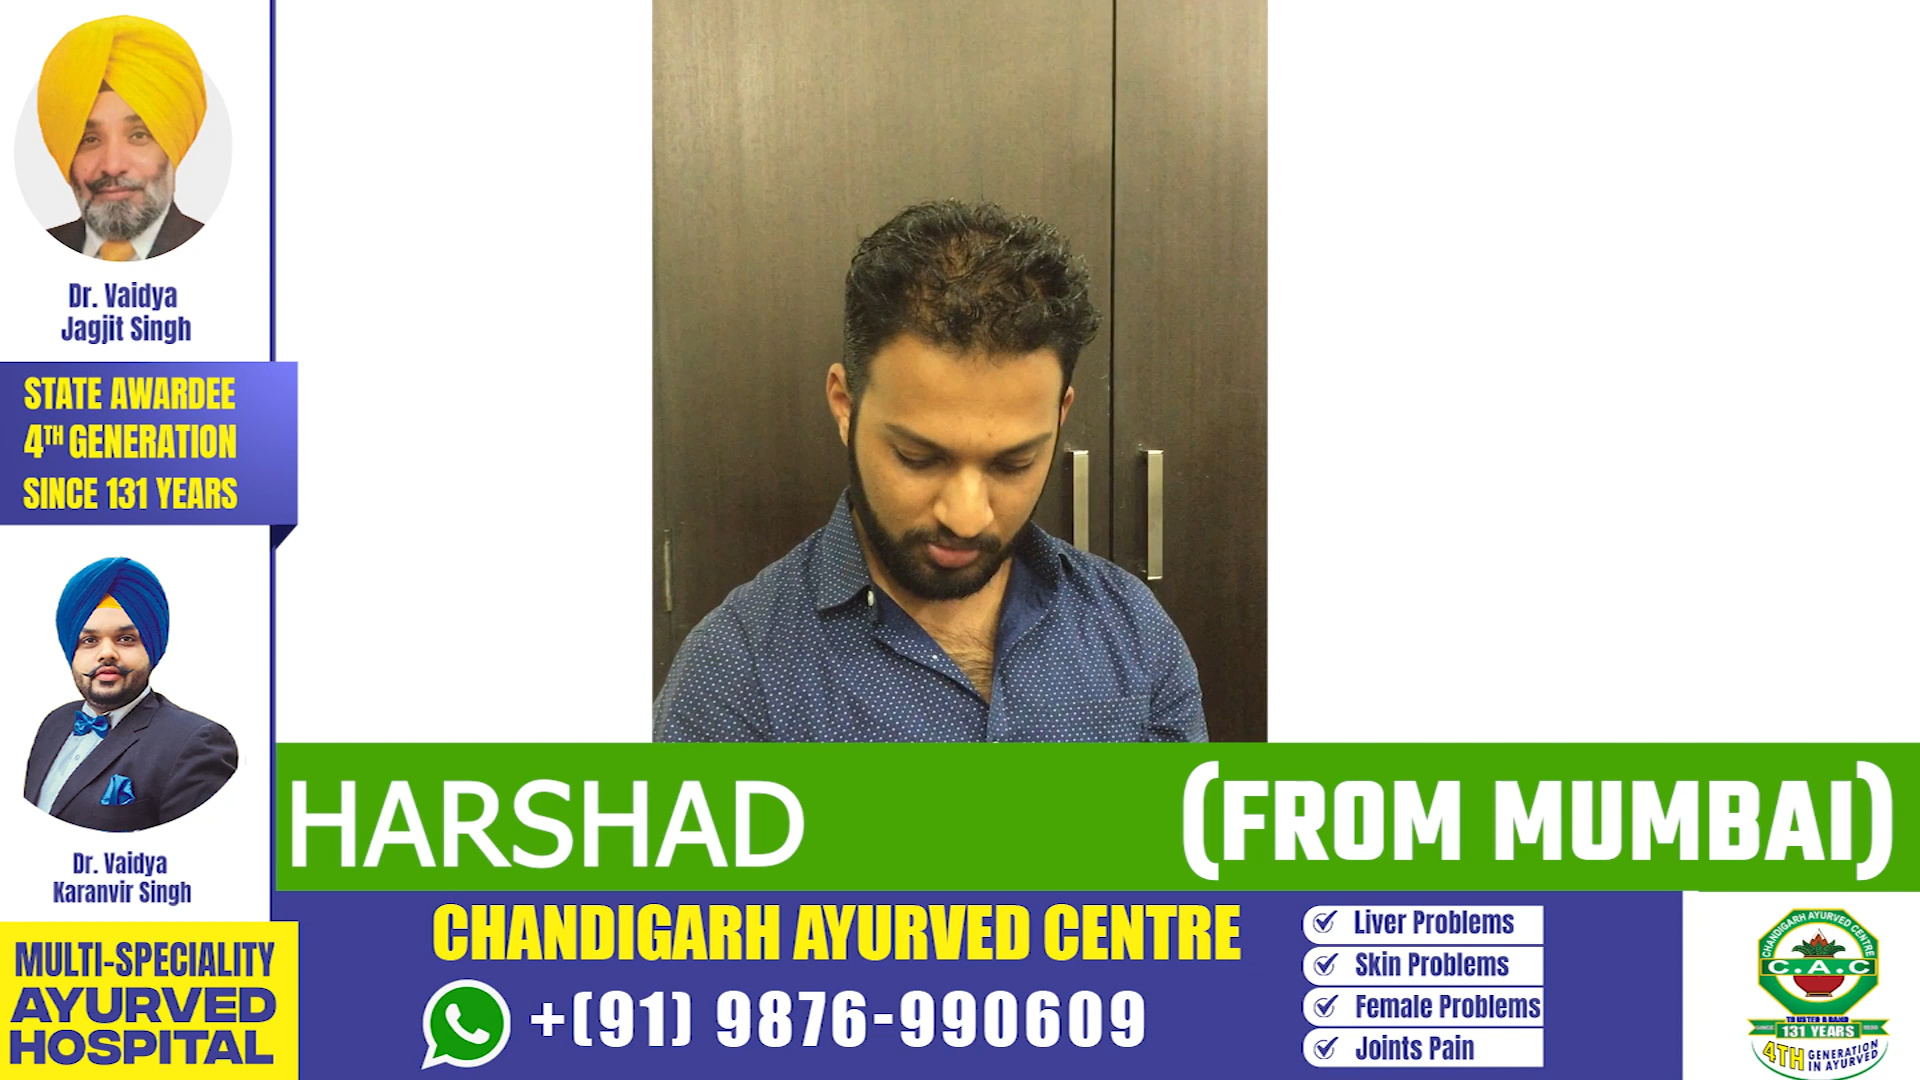 Dr. Vaidya
Jagjit Singh
STATE AWARDEE
4TH GENERATION
SINCE 131 YEARS
Dr. Vaidya
Karanvir Singh
MULTI-SPECIALITY
AYURVED
HOSPITAL
HARSHAD
(FROM MUMBAI)
CHANDIGARH AYURVED CENTRE
+(91) 9876-990609
Liver Problems
Skin Problems
Female Problems
Joints Pain
CHANDIGARH AYURVED CENTRE
C.A.C
131 YEARS
4TH GENERATION
IN AYURVED